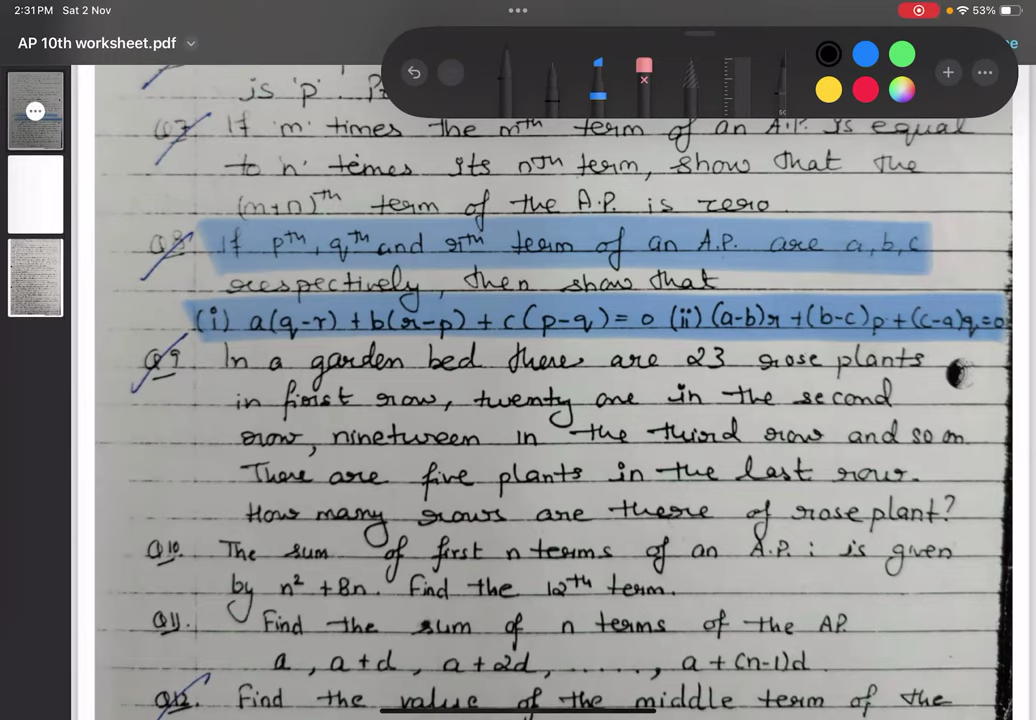 2:31 PM Sat 2 Nov
53%
AP 10th worksheet.pdf
is 'p'.
Q7 If 'm' times the mth term of an A.P. is equal
to 'n' times its nth term, show that the
(m+n)th term of the A.P. is zero
Q8 If pth, qth and rth term of an A.P. are a, b, c
respectively, then show that
(i) a(q-r) + b(r-p) + c(p-q) = 0 (ii) (a-b)r + (b-c)p + (c-a)q = 0
Q9 In a garden bed there are 23 rose plants
in first row, twenty one in the second
row, nineteen in the third row and so on.
There are five plants in the last row.
How many rows are there of rose plant?
Q10. The sum of first n terms of an A.P. : is given
by n² + 8n. Find the 12th term.
Q11. Find the sum of n terms of the AP.
a, a+d, a+2d, ......, a+(n-1)d
Q12. Find the value of the middle term of the